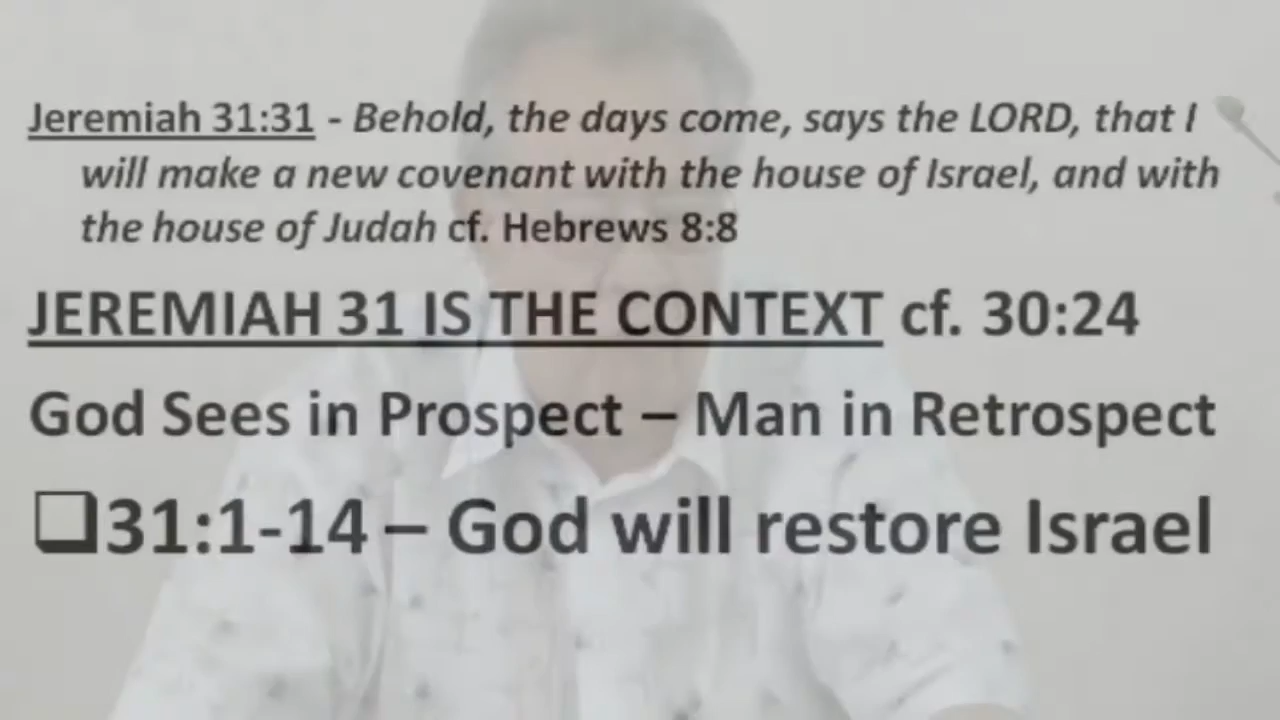 Jeremiah 31:31 - Behold, the days come, says the LORD, that I
will make a new covenant with the house of Israel, and with
the house of Judah cf. Hebrews 8:8
JEREMIAH 31 IS THE CONTEXT cf. 30:24
God Sees in Prospect – Man in Retrospect
❑31:1-14 – God will restore Israel